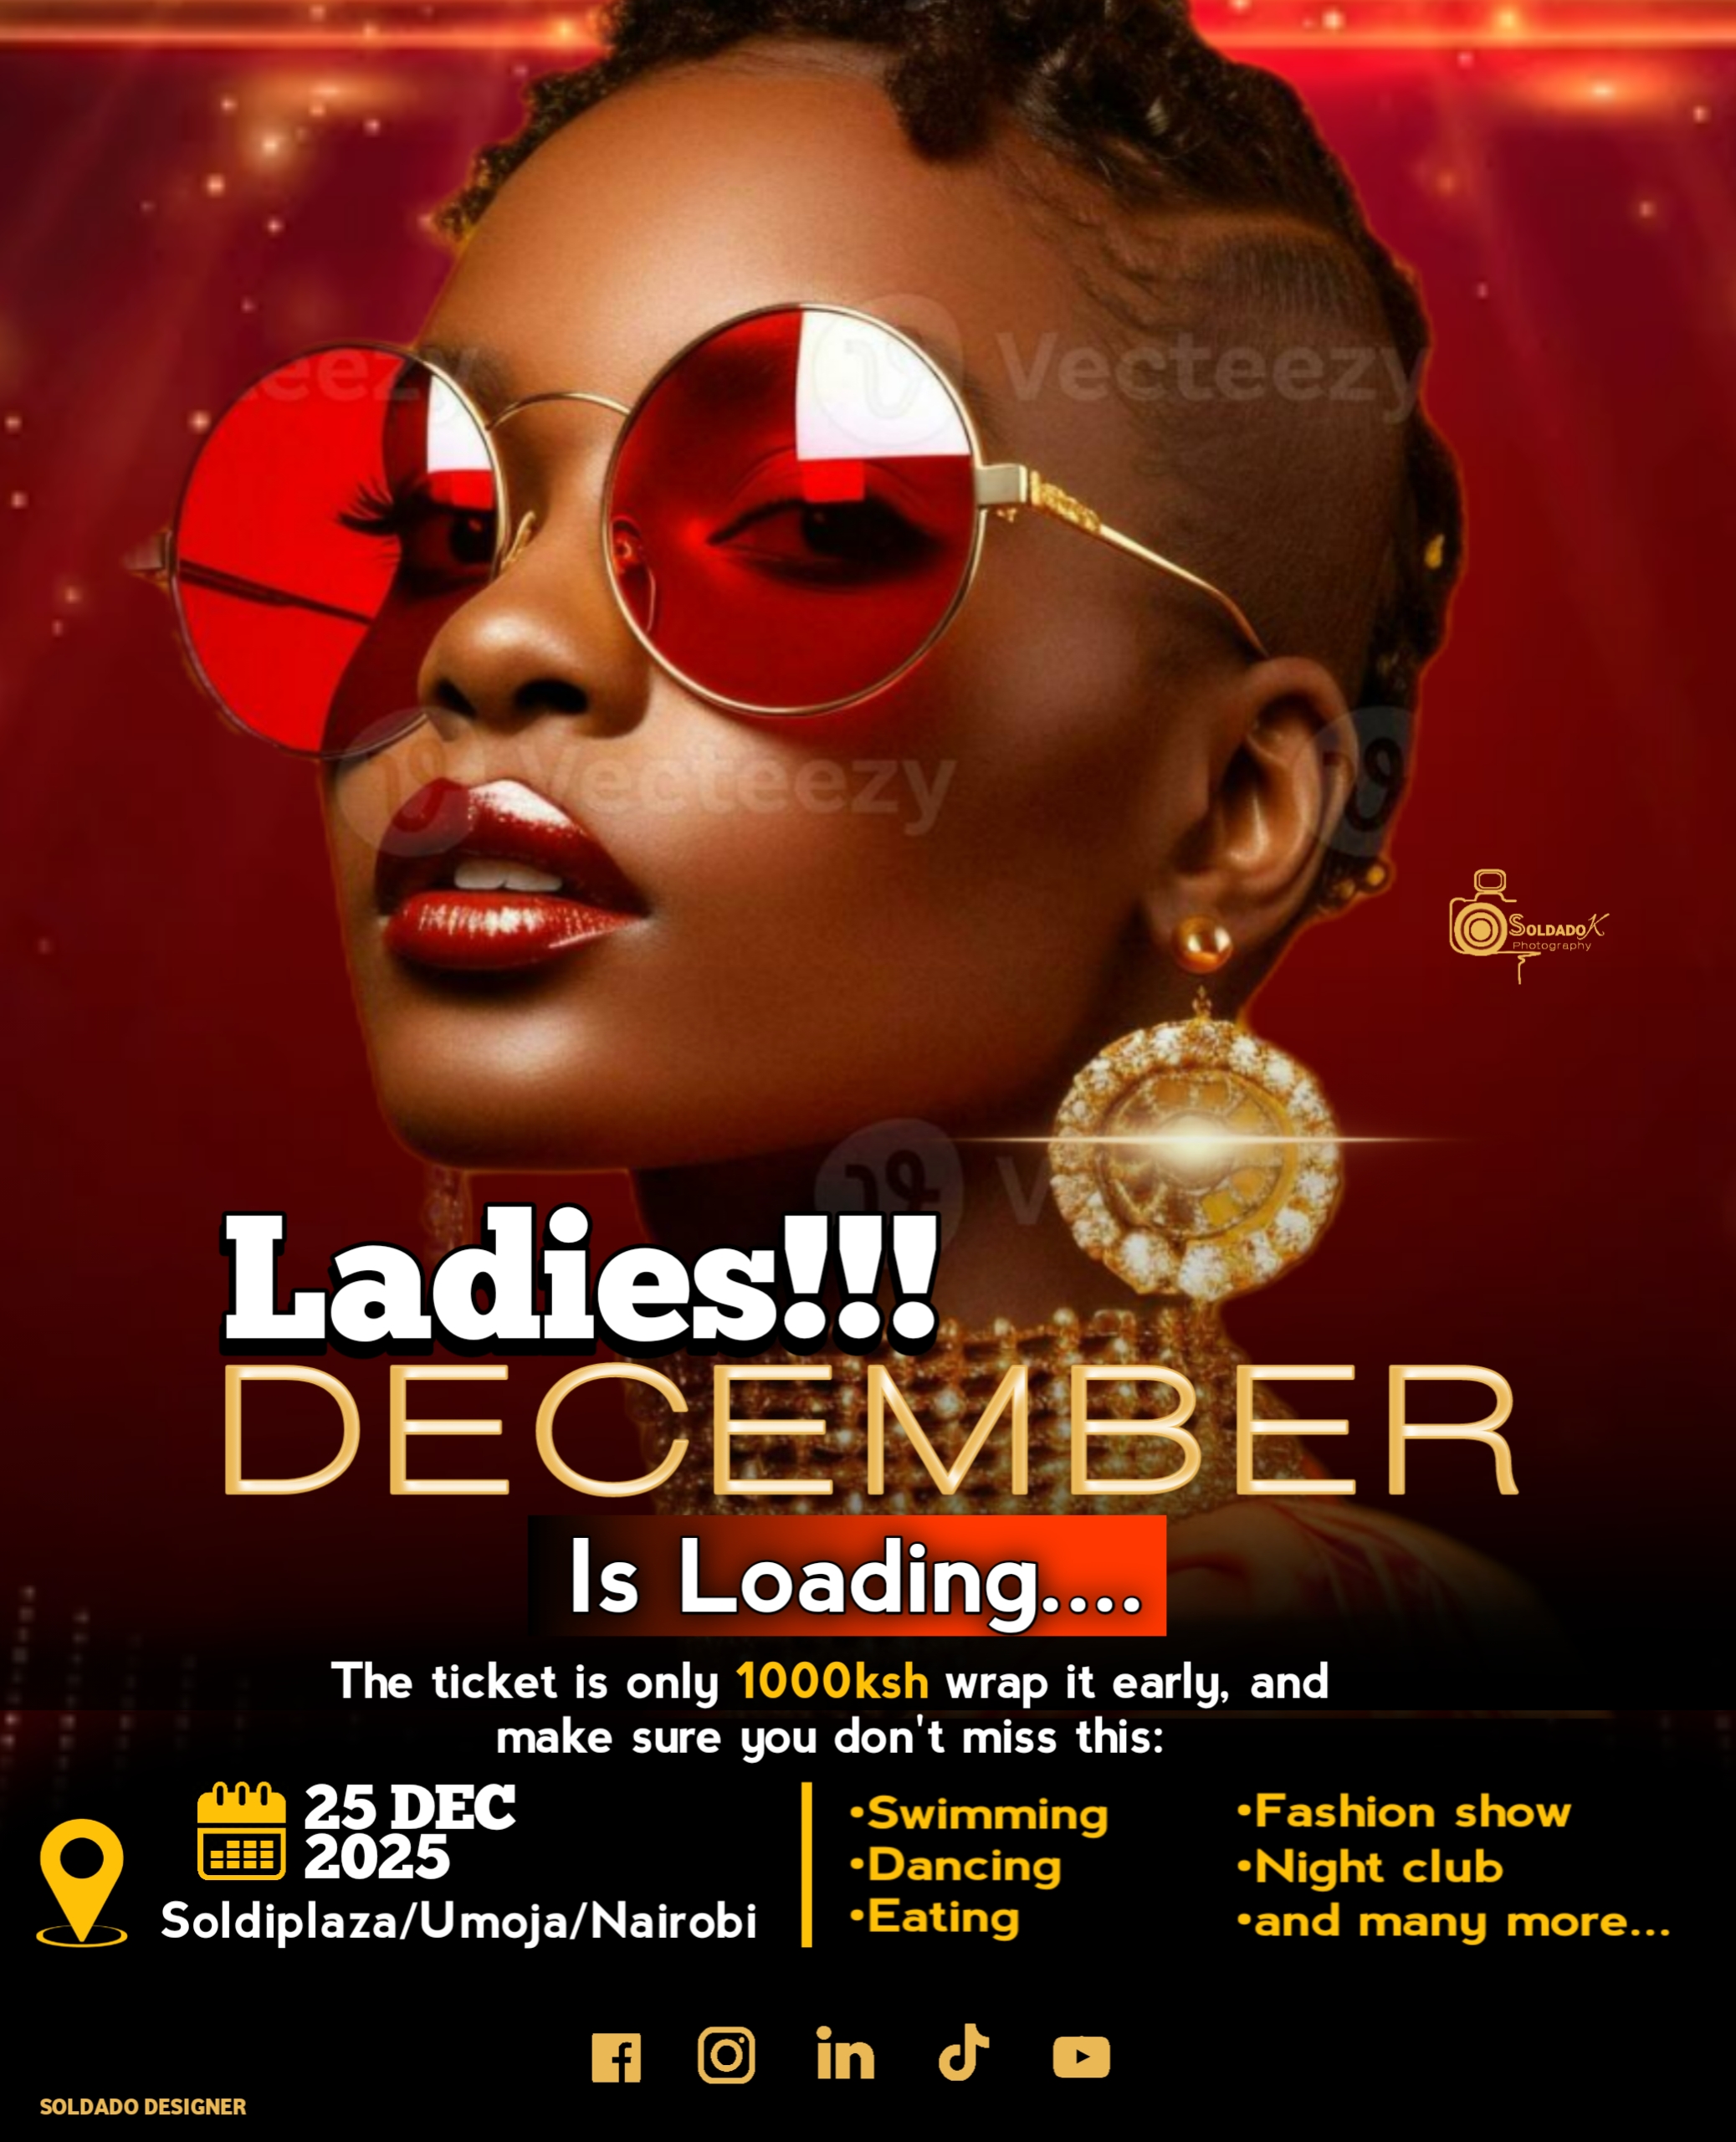 eezy
Vecteezy
Vecteezy
SOLDADO K
Photography
V
Ladies!!!
DECEMBER
Is Loading....
The ticket is only 1000ksh wrap it early, and
make sure you don't miss this:
25 DEC
2025
Soldiplaza/Umoja/Nairobi
•Swimming
•Dancing
•Eating
•Fashion show
•Night club
•and many more...
SOLDADO DESIGNER